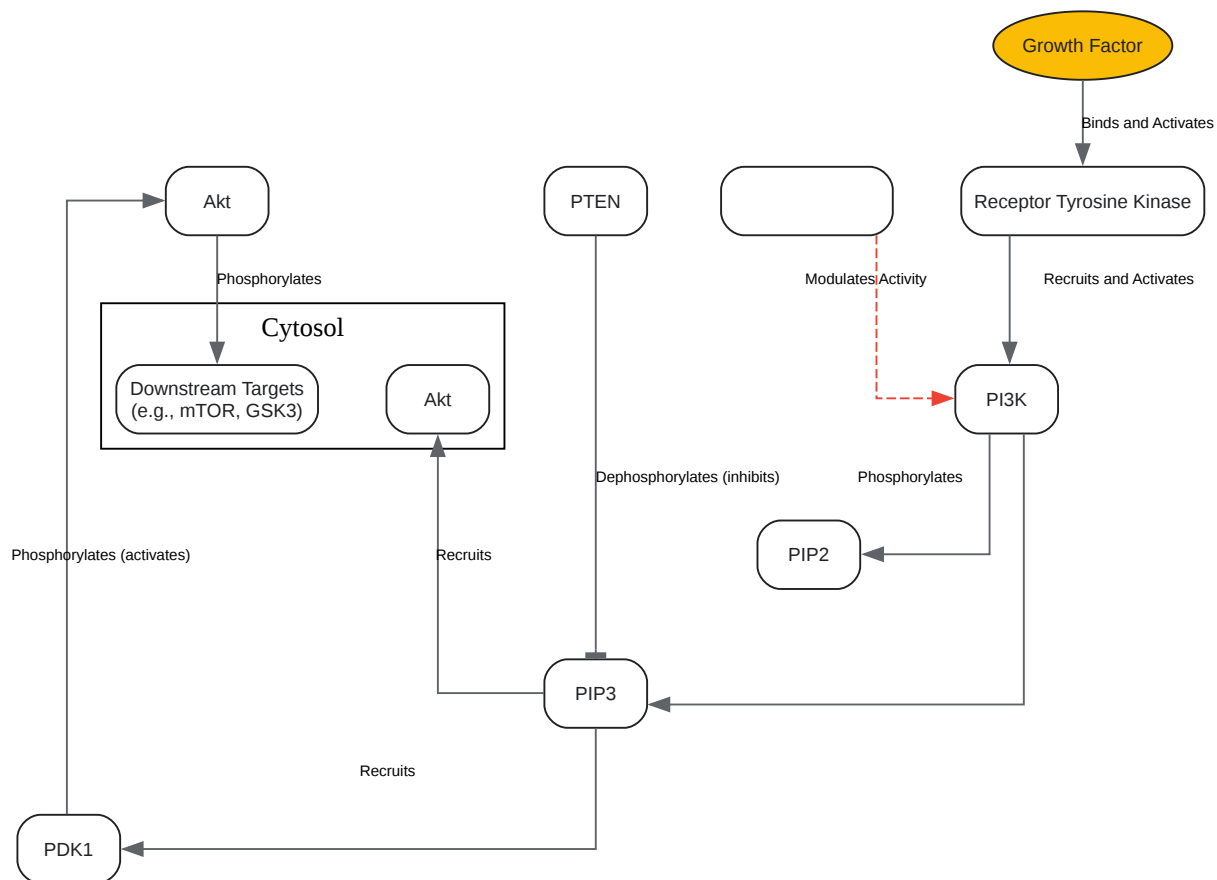 Growth Factor
Binds and Activates
Akt
PTEN
Receptor Tyrosine Kinase
Phosphorylates
Modulates Activity
Recruits and Activates
Cytosol
Downstream Targets
(e.g., mTOR, GSK3)
Akt
PI3K
Dephosphorylates (inhibits)
Phosphorylates
Phosphorylates (activates)
Recruits
PIP2
PIP3
Recruits
PDK1